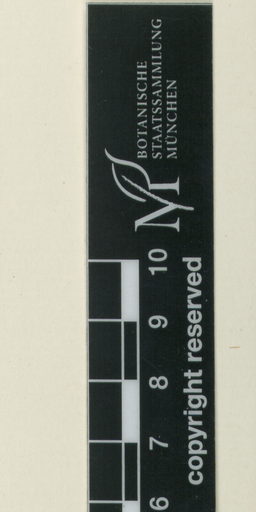 BOTANISCHE
STAATSSAMMLUNG
MÜNCHEN
M
10
9
8
7
6
copyright reserved